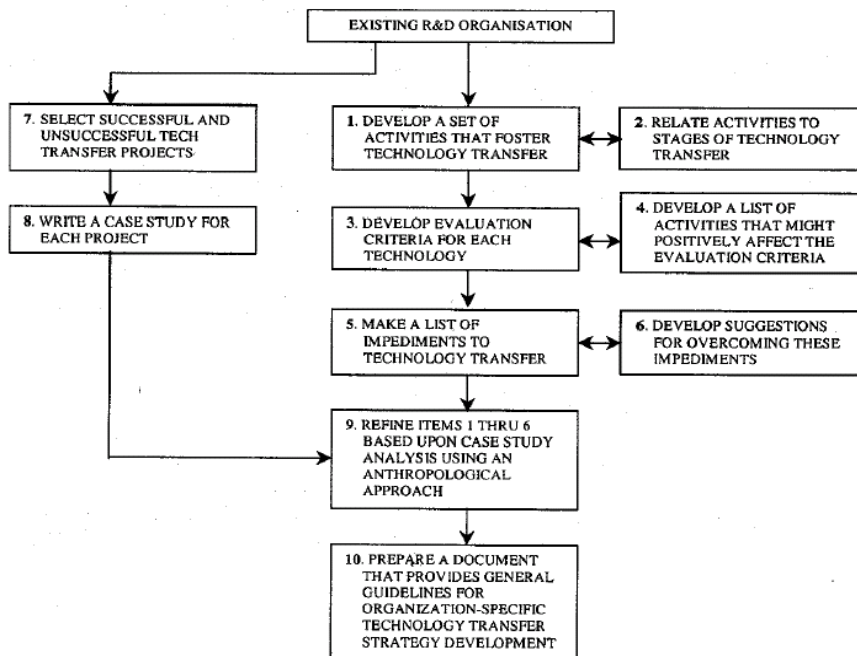 EXISTING R&D ORGANISATION
7. SELECT SUCCESSFUL AND
UNSUCCESSFUL TECH
TRANSFER PROJECTS
1. DEVELOP A SET OF
ACTIVITIES THAT FOSTER
TECHNOLOGY TRANSFER
2. RELATE ACTIVITIES TO
STAGES OF TECHNOLOGY
TRANSFER
8. WRITE A CASE STUDY FOR
EACH PROJECT
3. DEVELOP EVALUATION
CRITERIA FOR EACH
TECHNOLOGY
4. DEVELOP A LIST OF
ACTIVITIES THAT MIGHT
POSITIVELY AFFECT THE
EVALUATION CRITERIA
5. MAKE A LIST OF
IMPEDIMENTS TO
TECHNOLOGY TRANSFER
6. DEVELOP SUGGESTIONS
FOR OVERCOMING THESE
IMPEDIMENTS
9. REFINE ITEMS 1 THRU 6
BASED UPON CASE STUDY
ANALYSIS USING AN
ANTHROPOLOGICAL
APPROACH
10. PREPARE A DOCUMENT
THAT PROVIDES GENERAL
GUIDELINES FOR
ORGANIZATION-SPECIFIC
TECHNOLOGY TRANSFER
STRATEGY DEVELOPMENT